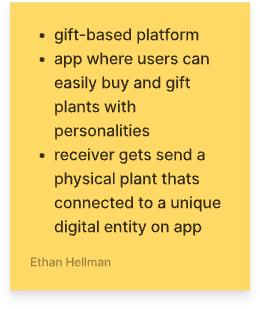 • gift-based platform
• app where users can
easily buy and gift
plants with
personalities
• receiver gets send a
physical plant thats
connected to a unique
digital entity on app
Ethan Hellman